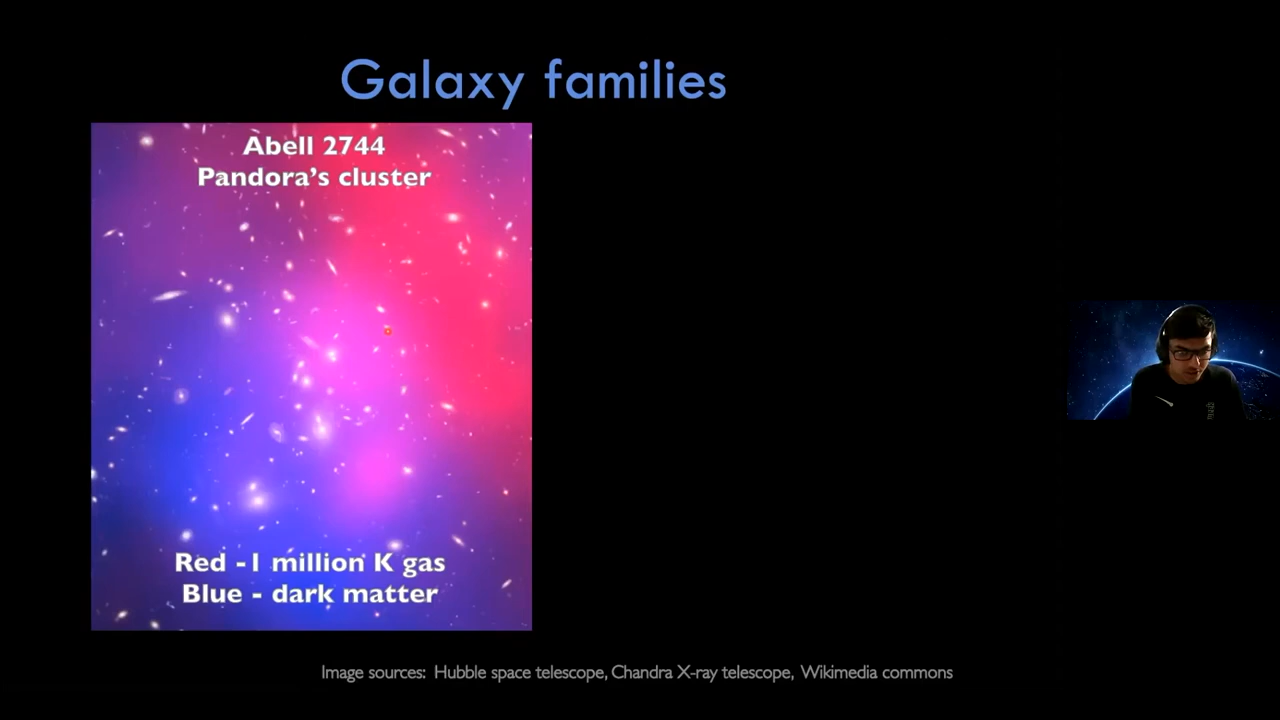 Galaxy families
Abell 2744
Pandora's cluster
Red -1 million K gas
Blue - dark matter
Image sources: Hubble space telescope, Chandra X-ray telescope, Wikimedia commons